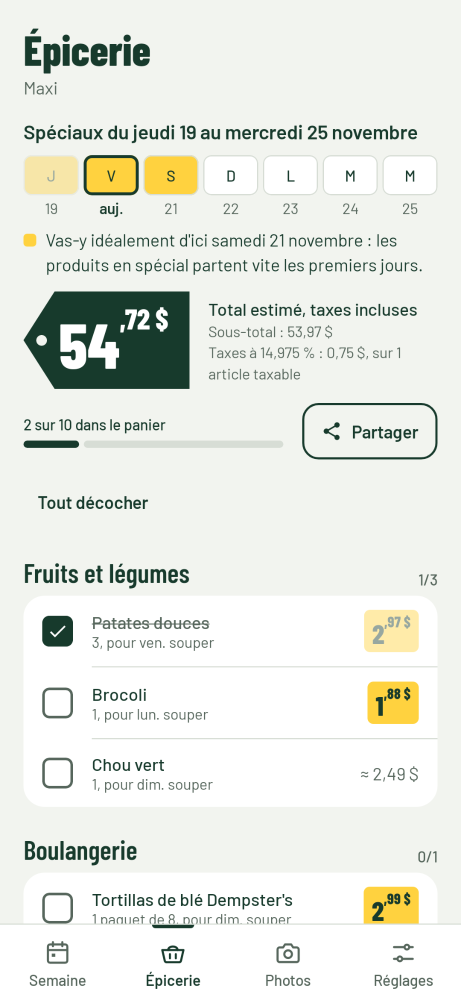 Épicerie
Maxi
Spéciaux du jeudi 19 au mercredi 25 novembre
J V S D L M M
19 auj. 21 22 23 24 25
Vas-y idéalement d'ici samedi 21 novembre : les
produits en spécial partent vite les premiers jours.
54,72 $
Total estimé, taxes incluses
Sous-total : 53,97 $
Taxes à 14,975 % : 0,75 $, sur 1
article taxable
2 sur 10 dans le panier
Partager
Tout décocher
Fruits et légumes 1/3
Patates douces 2,97 $
3, pour ven. souper
Brocoli 1,88 $
1, pour lun. souper
Chou vert ≈ 2,49 $
1, pour dim. souper
Boulangerie 0/1
Tortillas de blé Dempster's 2,99 $
1 paquet de 8, pour dim. souper
Semaine Épicerie Photos Réglages